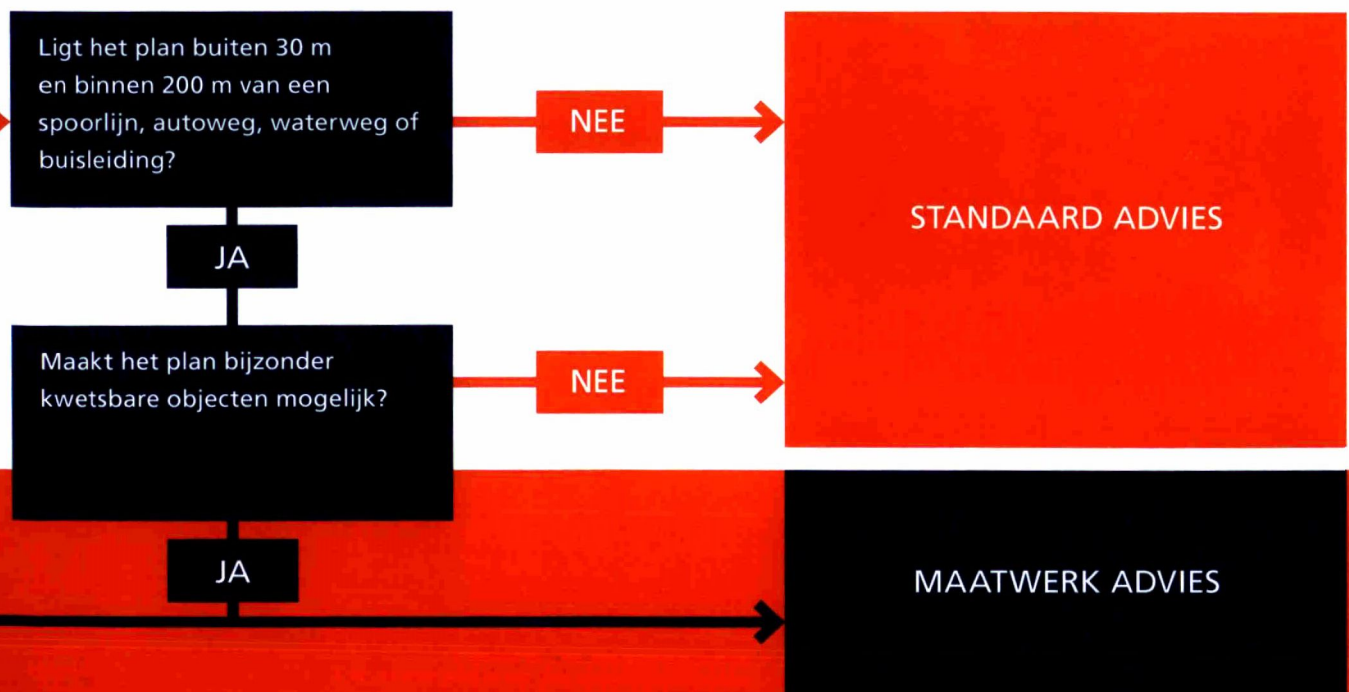 Ligt het plan buiten 30 m
en binnen 200 m van een
spoorlijn, autoweg, waterweg of
buisleiding?
NEE
STANDAARD ADVIES
JA
Maakt het plan bijzonder
kwetsbare objecten mogelijk?
NEE
JA
MAATWERK ADVIES